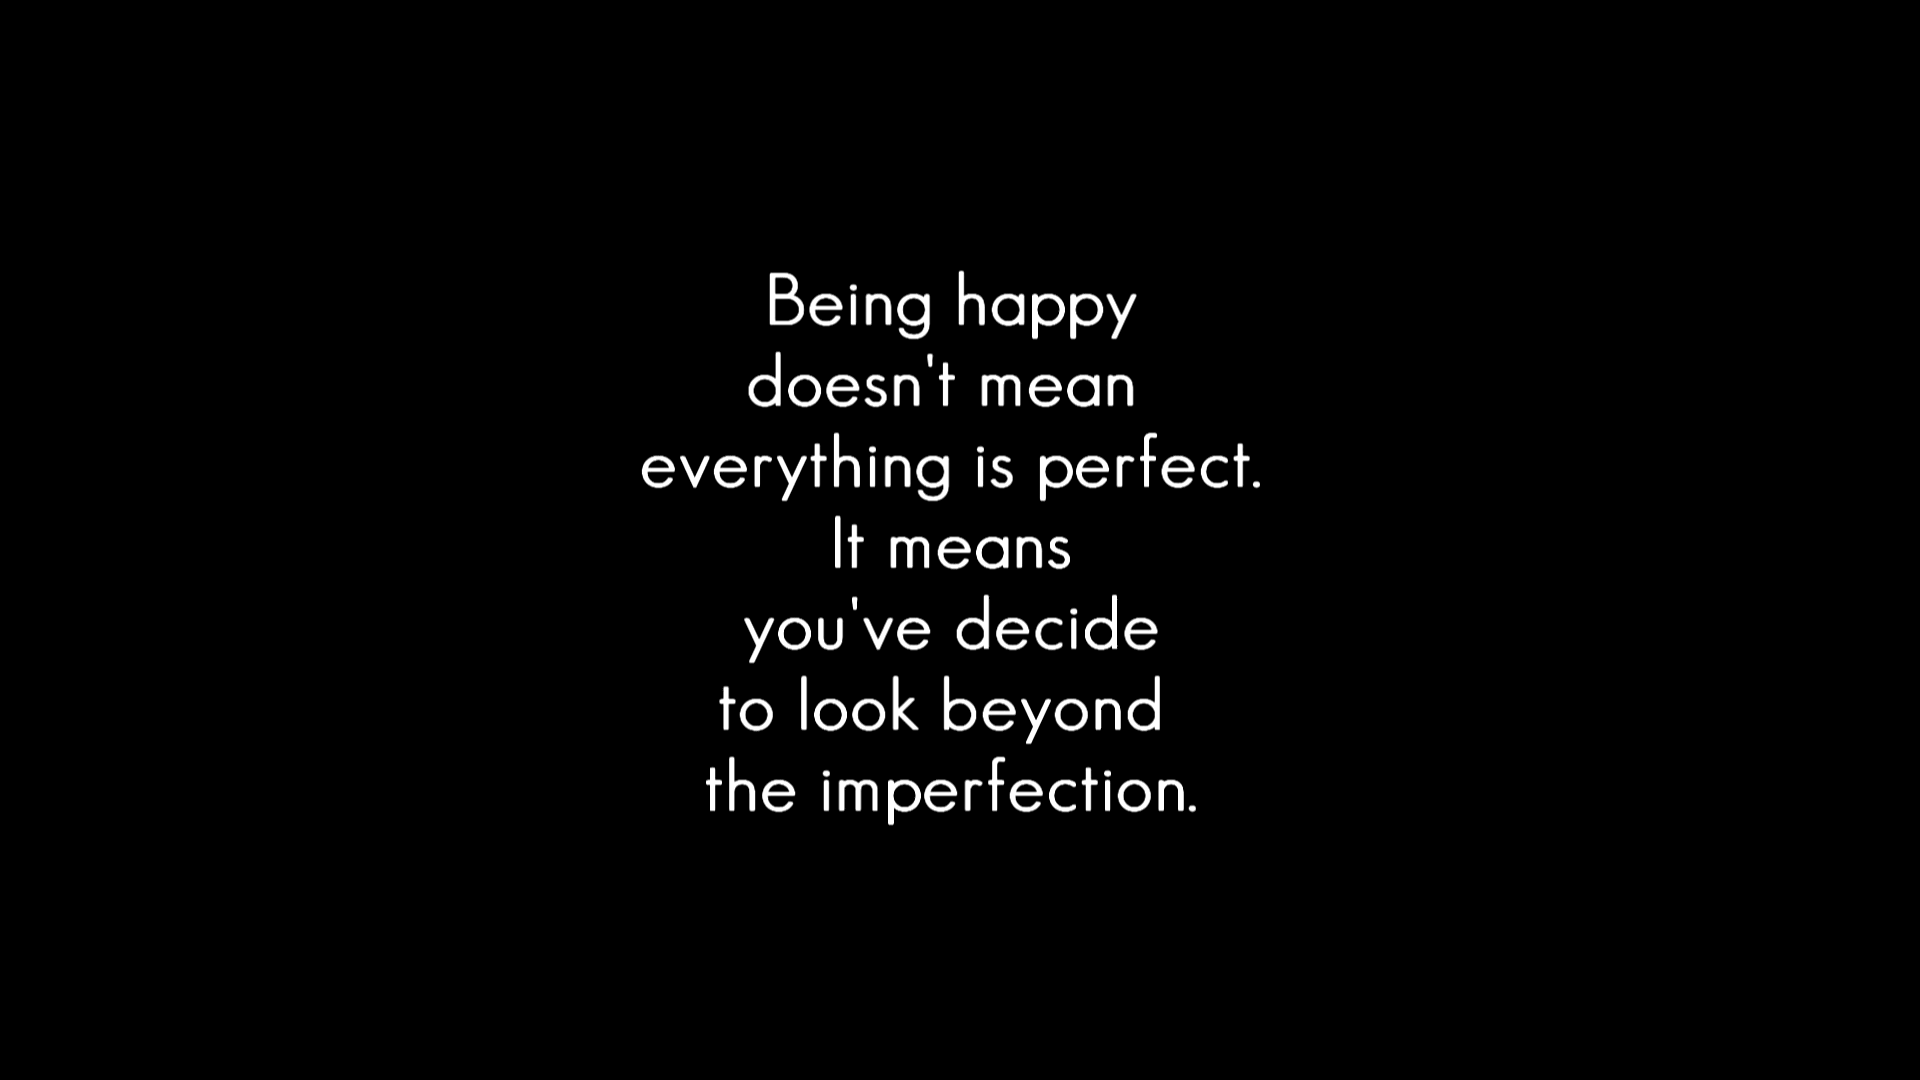 Being happy
doesn't mean
everything is perfect.
It means
you've decide
to look beyond
the imperfection.